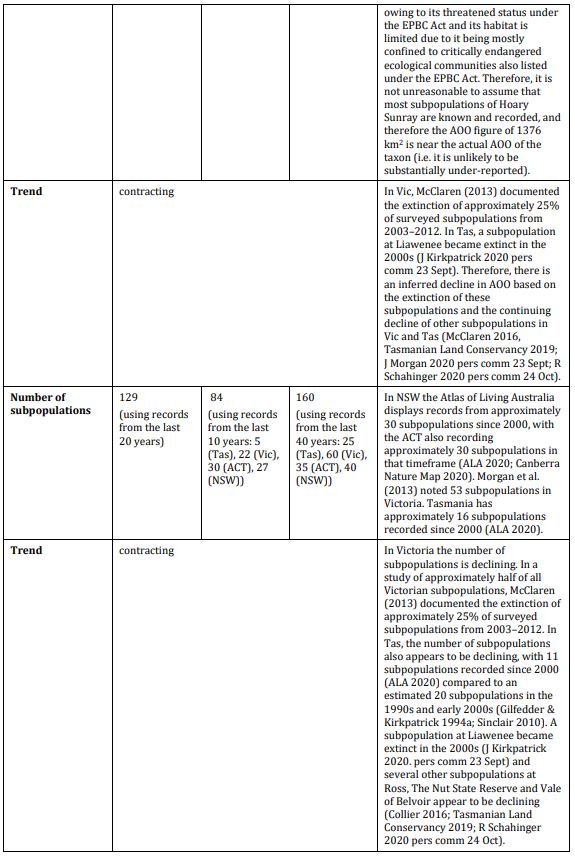 owing to its threatened status under
the EPBC Act and its habitat is
limited due to it being mostly
confined to critically endangered
ecological communities also listed
under the EPBC Act. Therefore, it is
not unreasonable to assume that
most subpopulations of Hoary
Sunray are known and recorded, and
therefore the AOO figure of 1376
km² is near the actual AOO of the
taxon (i.e. it is unlikely to be
substantially under-reported).
Trend
contracting
In Vic, McClaren (2013) documented
the extinction of approximately 25%
of surveyed subpopulations from
2003–2012. In Tas, a subpopulation
at Liawenee became extinct in the
2000s (J Kirkpatrick 2020 pers
comm 23 Sept). Therefore, there is
an inferred decline in AOO based on
the extinction of these
subpopulations and the continuing
decline of other subpopulations in
Vic and Tas (McClaren 2016,
Tasmanian Land Conservancy 2019;
J Morgan 2020 pers comm 23 Sept; R
Schahinger 2020 pers comm 24 Oct).
Number of
subpopulations
129
(using records
from the last
20 years)
84
(using records
from the last
10 years: 5
(Tas), 22 (Vic),
30 (ACT), 27
(NSW))
160
(using records
from the last
40 years: 25
(Tas), 60 (Vic),
35 (ACT), 40
(NSW))
In NSW the Atlas of Living Australia
displays records from approximately
30 subpopulations since 2000, with
the ACT also recording
approximately 30 subpopulations in
that timeframe (ALA 2020; Canberra
Nature Map 2020). Morgan et al.
(2013) noted 53 subpopulations in
Victoria. Tasmania has
approximately 16 subpopulations
recorded since 2000 (ALA 2020).
Trend
contracting
In Victoria the number of
subpopulations is declining. In a
study of approximately half of all
Victorian subpopulations, McClaren
(2013) documented the extinction of
approximately 25% of surveyed
subpopulations from 2003–2012. In
Tas, the number of subpopulations
also appears to be declining, with 11
subpopulations recorded since 2000
(ALA 2020) compared to an
estimated 20 subpopulations in the
1990s and early 2000s (Gilfedder &
Kirkpatrick 1994a; Sinclair 2010). A
subpopulation at Liawenee became
extinct in the 2000s (J Kirkpatrick
2020. pers comm 23 Sept) and
several other subpopulations at
Ross, The Nut State Reserve and Vale
of Belvoir appear to be declining
(Collier 2016; Tasmanian Land
Conservancy 2019; R Schahinger
2020 pers comm 24 Oct).